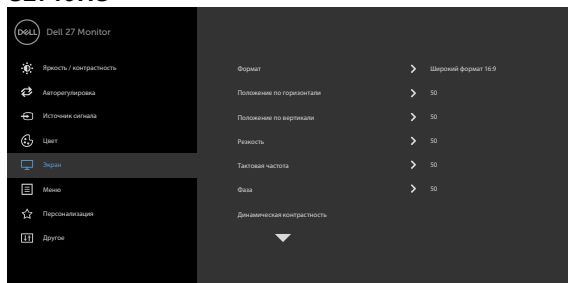 DELL Dell 27 Monitor
Яркость / контрастность
Авторегулировка
Источник сигнала
Цвет
Экран
Меню
Персонализация
Другое
Формат Широкий формат 16:9
Положение по горизонтали 50
Положение по вертикали 50
Резкость 50
Тактовая частота 50
Фаза 50
Динамическая контрастность